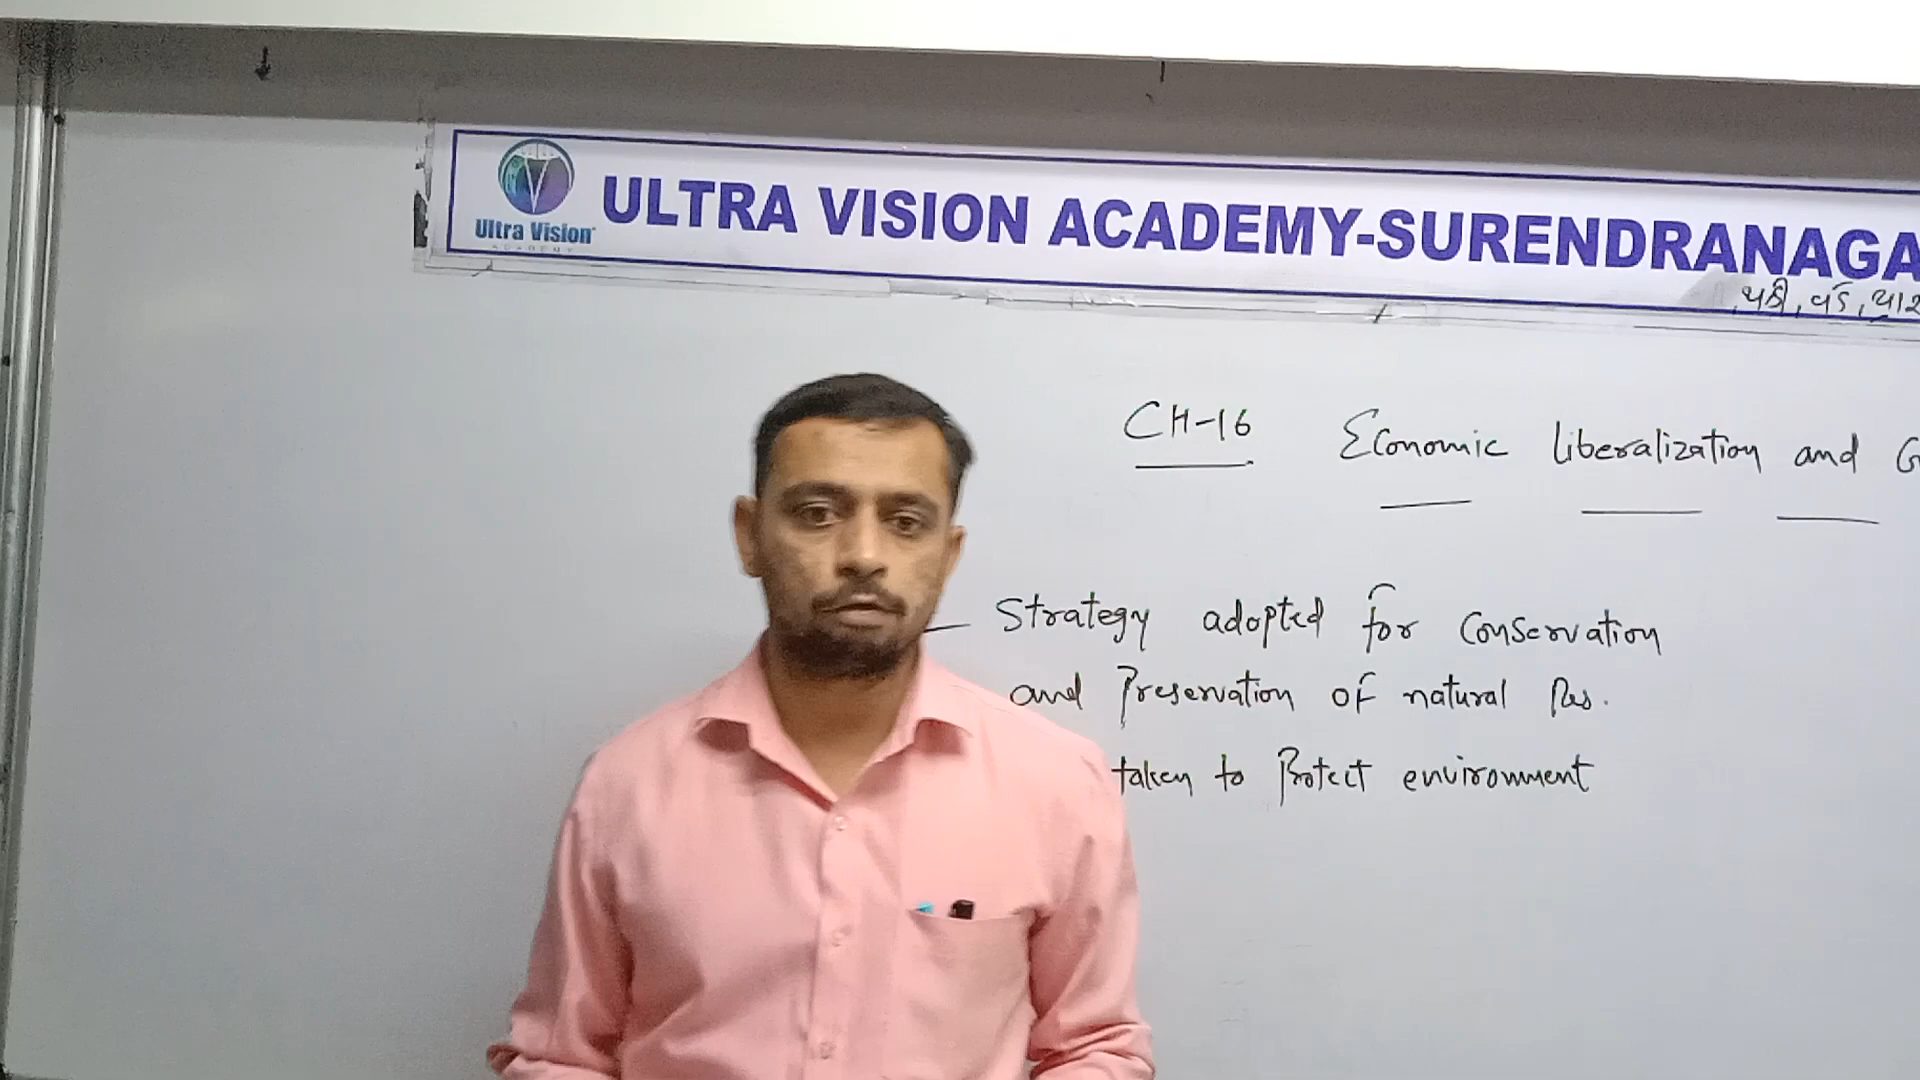 Ultra Vision
ACADEMY
ULTRA VISION ACADEMY-SURENDRANAGA
CH-16 Economic liberalization and G
— Strategy adopted for Conservation
and Preservation of natural Res.
taken to Protect environment